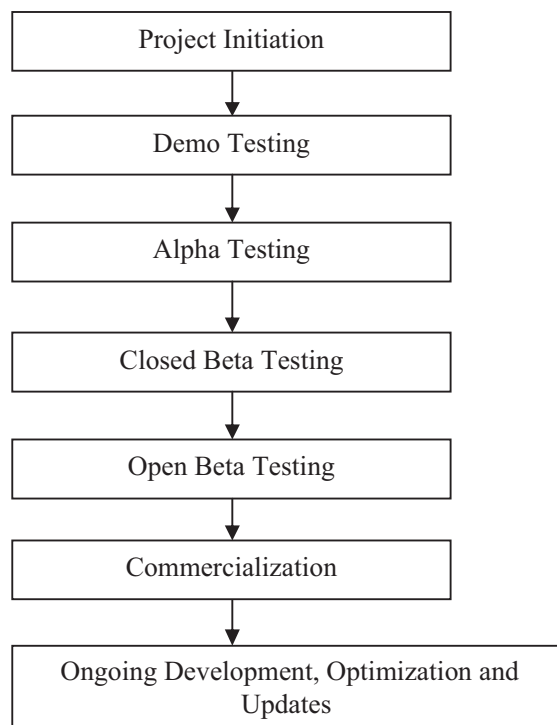 Project Initiation
Demo Testing
Alpha Testing
Closed Beta Testing
Open Beta Testing
Commercialization
Ongoing Development, Optimization and
Updates